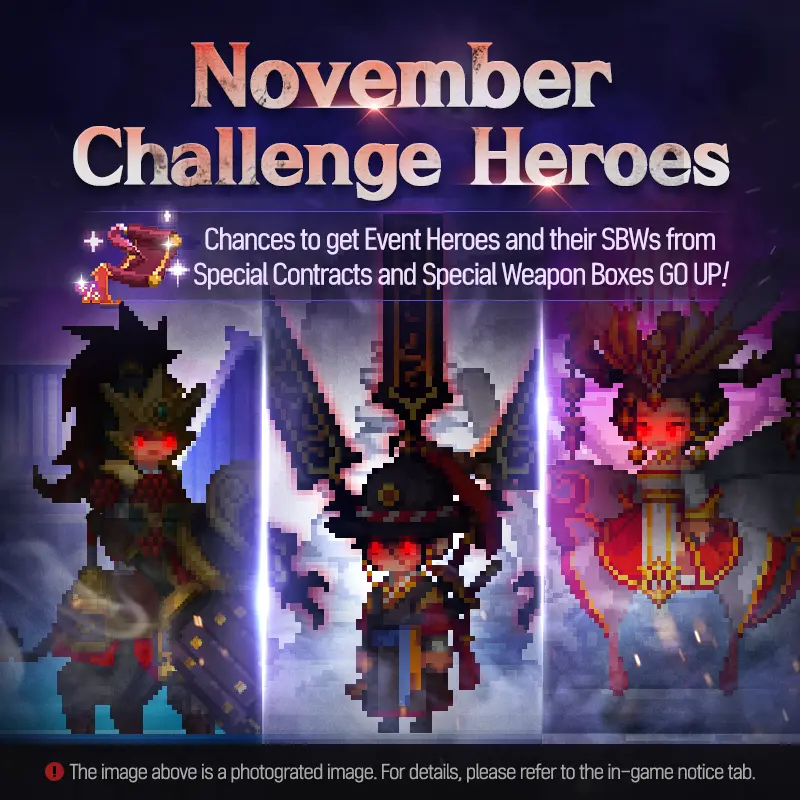 November
Challenge Heroes
Chances to get Event Heroes and their SBWs from
Special Contracts and Special Weapon Boxes GO UP!
The image above is a photograted image. For details, please refer to the in-game notice tab.